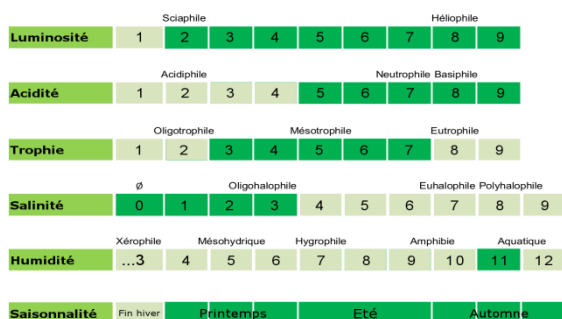 Sciaphile Héliophile
Luminosité 1 2 3 4 5 6 7 8 9
Acidiphile Neutrophile Basiphile
Acidité 1 2 3 4 5 6 7 8 9
Oligotrophile Mésotrophile Eutrophile
Trophie 1 2 3 4 5 6 7 8 9
Ø Oligohalophile Euhalophile Polyhalophile
Salinité 0 1 2 3 4 5 6 7 8 9
Xérophile Mésohydrique Hygrophile Amphibie Aquatique
Humidité ...3 4 5 6 7 8 9 10 11 12
Saisonnalité Fin hiver Printemps Eté Automne